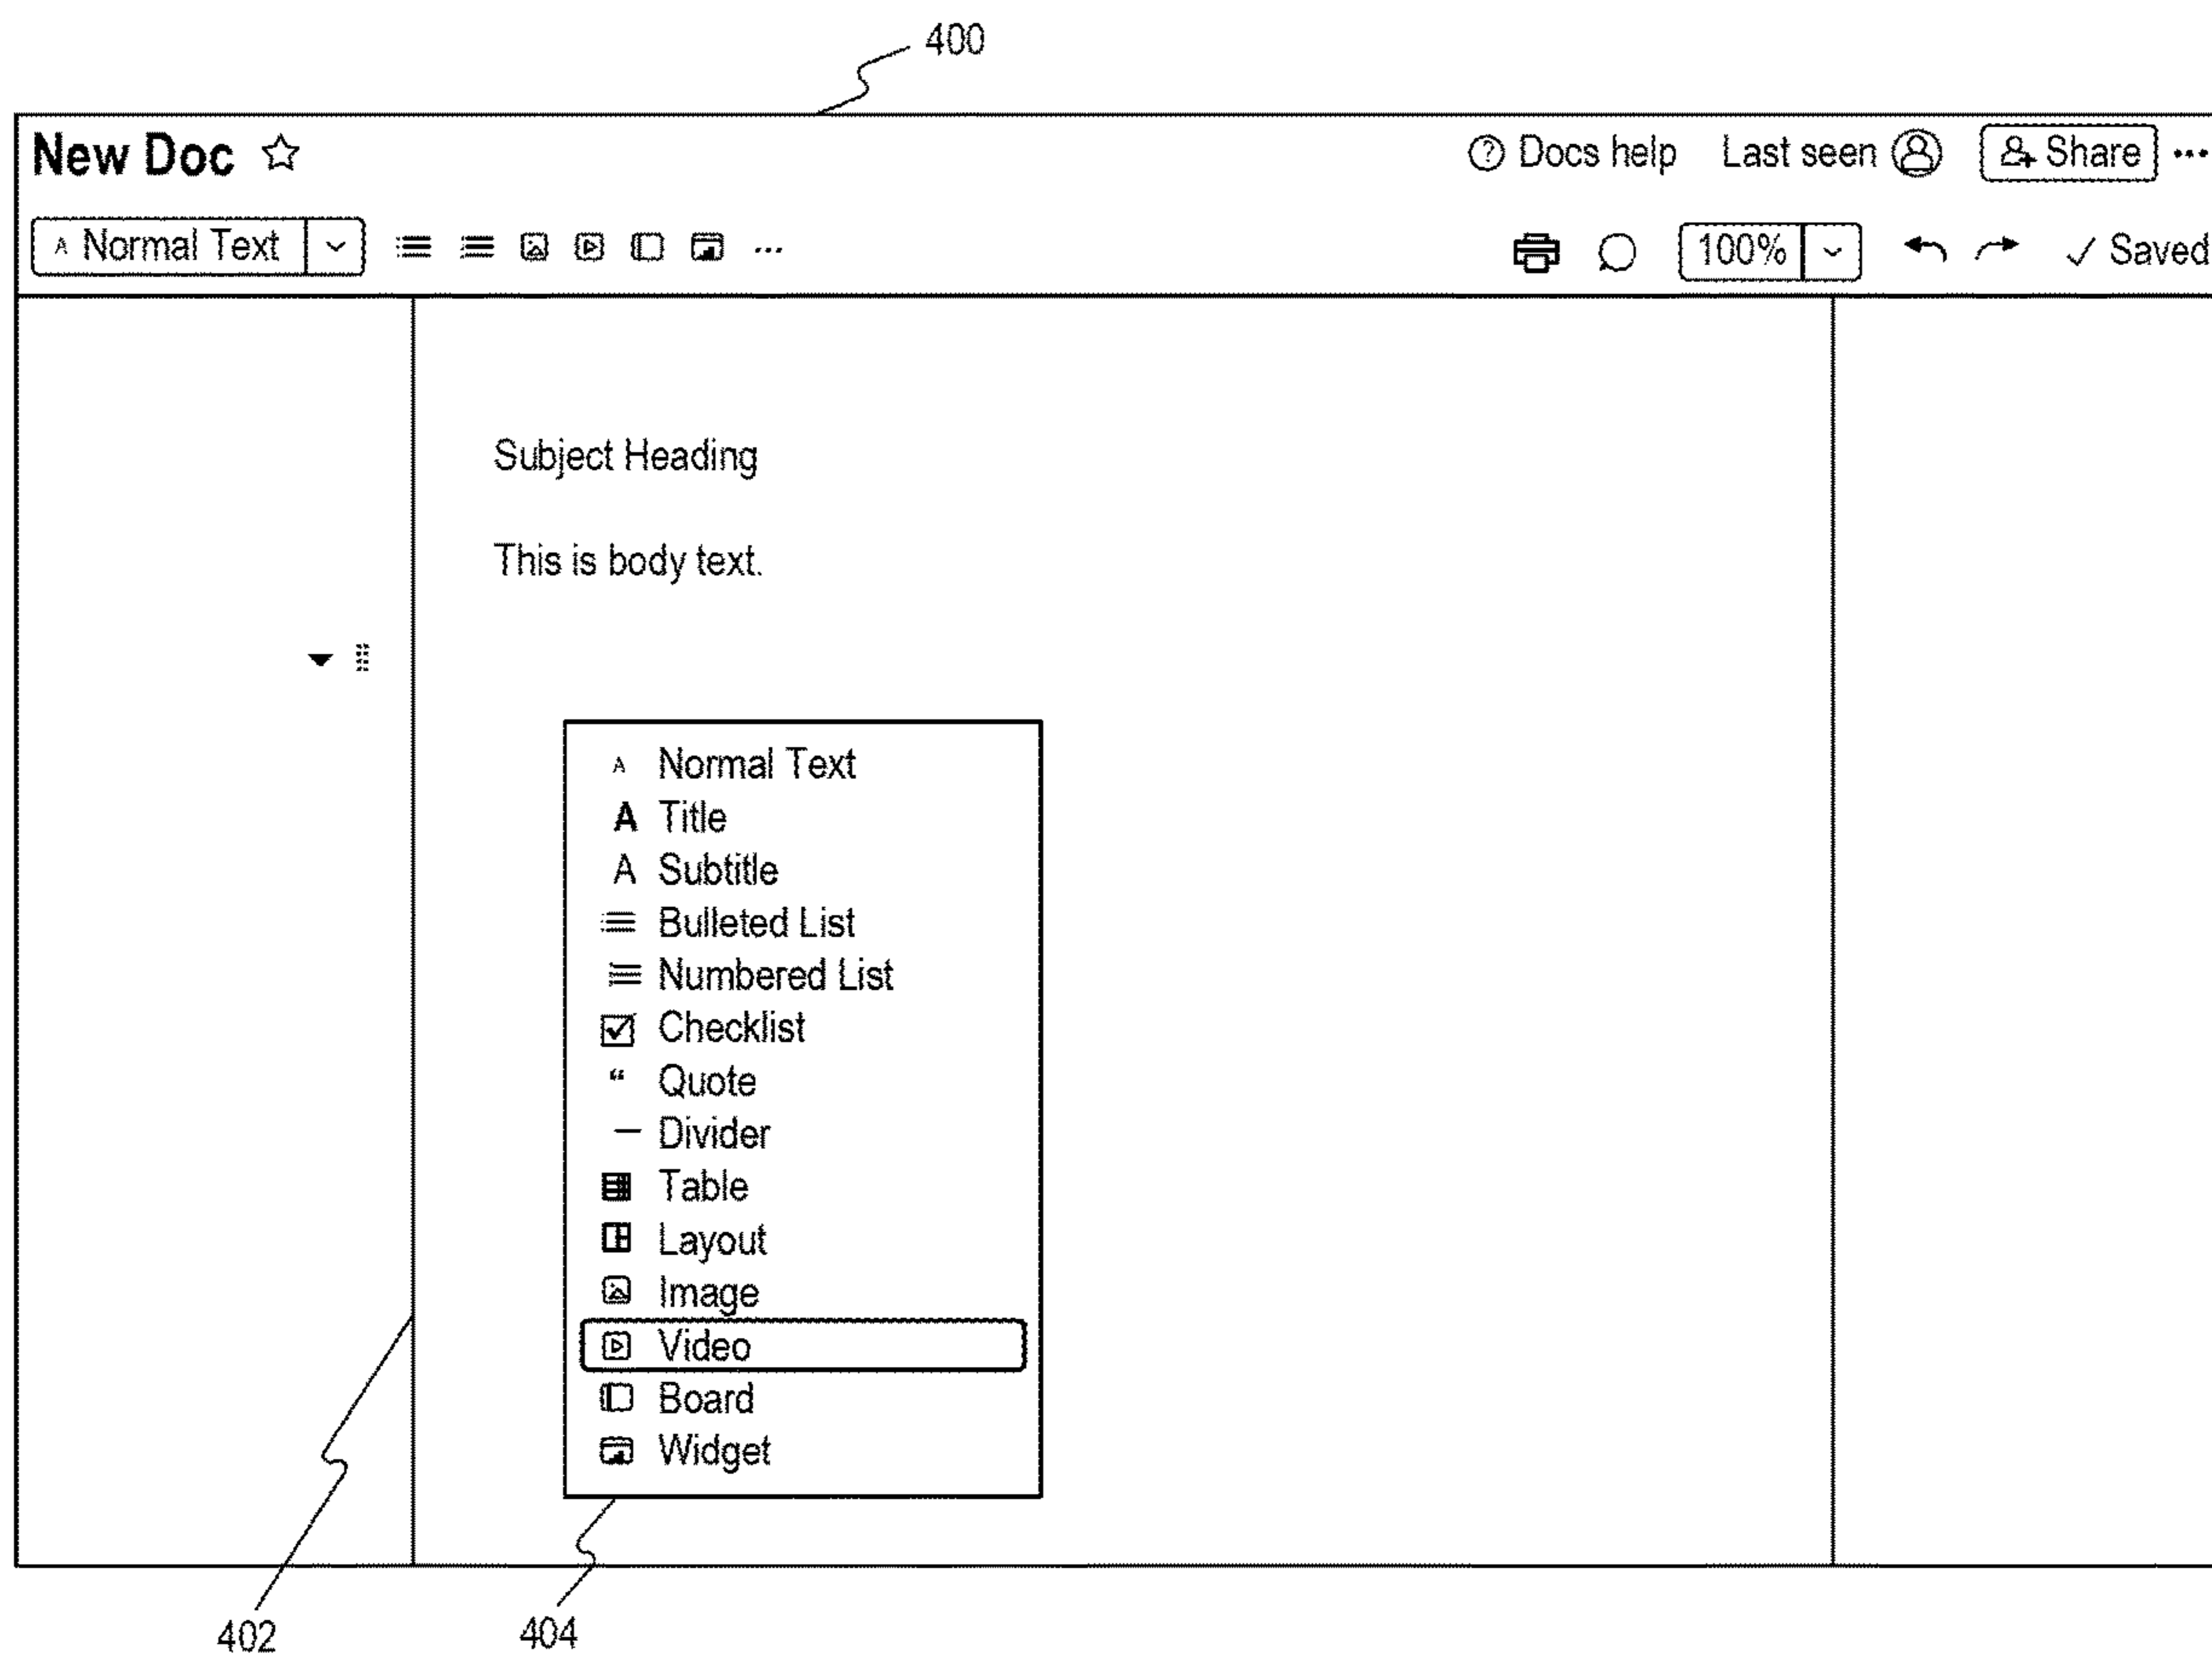 400
New Doc
? Docs help Last seen Share ...
A Normal Text ... 100% Saved
Subject Heading
This is body text.
A Normal Text
A Title
A Subtitle
Bulleted List
Numbered List
Checklist
“ Quote
Divider
Table
Layout
Image
Video
Board
Widget
402 404